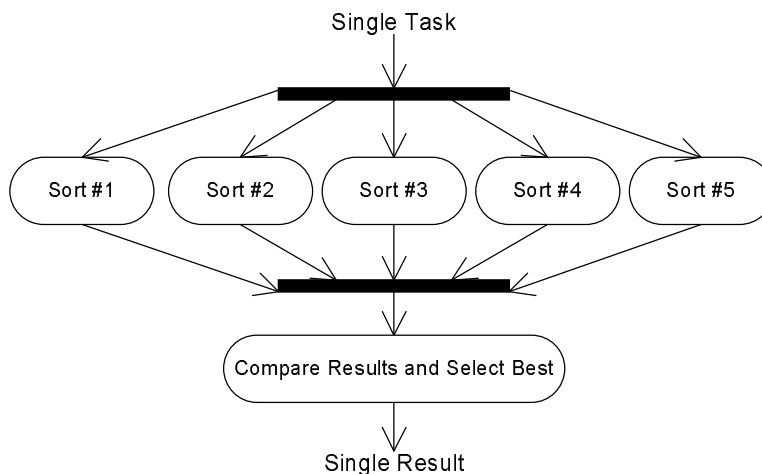 Single Task
Sort #1
Sort #2
Sort #3
Sort #4
Sort #5
Compare Results and Select Best
Single Result